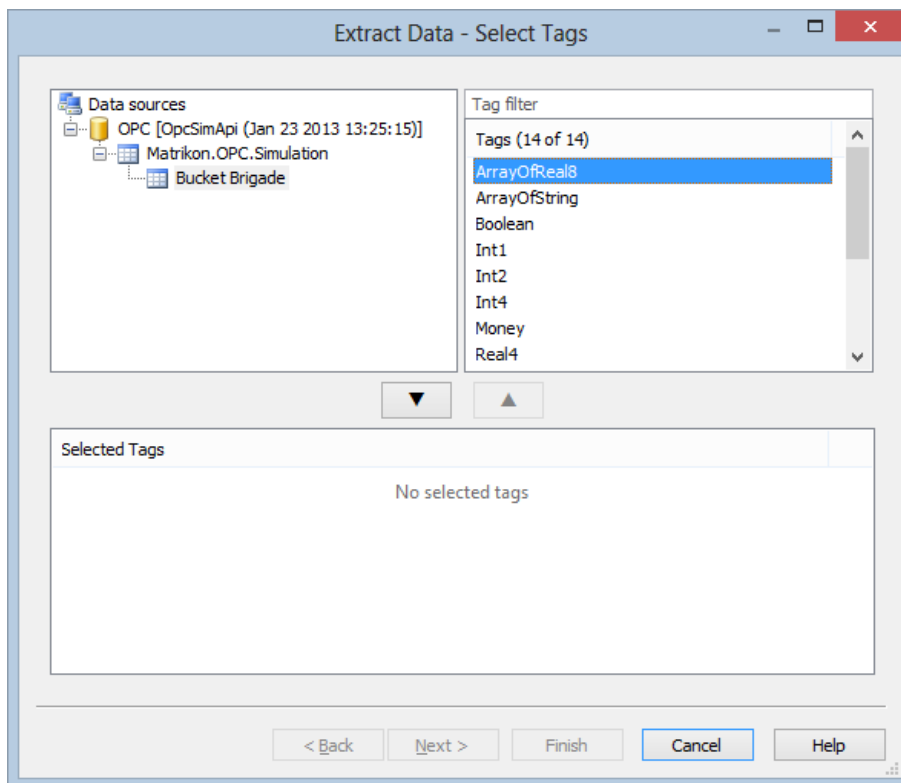 Extract Data - Select Tags
Data sources
OPC [OpcSimApi (Jan 23 2013 13:25:15)]
Matrikon.OPC.Simulation
Bucket Brigade
Tag filter
Tags (14 of 14)
ArrayOfReal8
ArrayOfString
Boolean
Int1
Int2
Int4
Money
Real4
Selected Tags
No selected tags
< Back
Next >
Finish
Cancel
Help